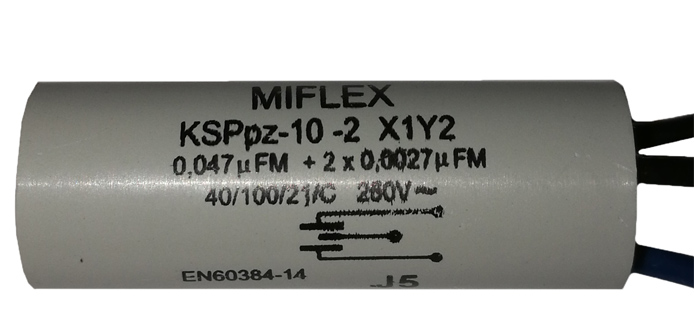 MIFLEX
KSPpz-10 -2 X1Y2
0,047µFM + 2 x 0,0027µFM
40/100/21/C 280V~
EN60384-14
J5